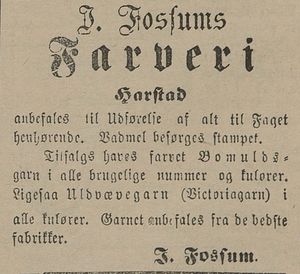 J. Fossums
Farveri
Harstad
anbefales til Udførelse af alt til Faget
henhørende. Vadmel besørges stampet.
Tilsalgs haves farvet Bomulds-
garn i alle brugelige nummer og kulører.
Ligesaa Uldvævegarn (Victoriagarn) i
alle kulører. Garnet anbefales fra de bedste
fabrikker.
J. Fossum.